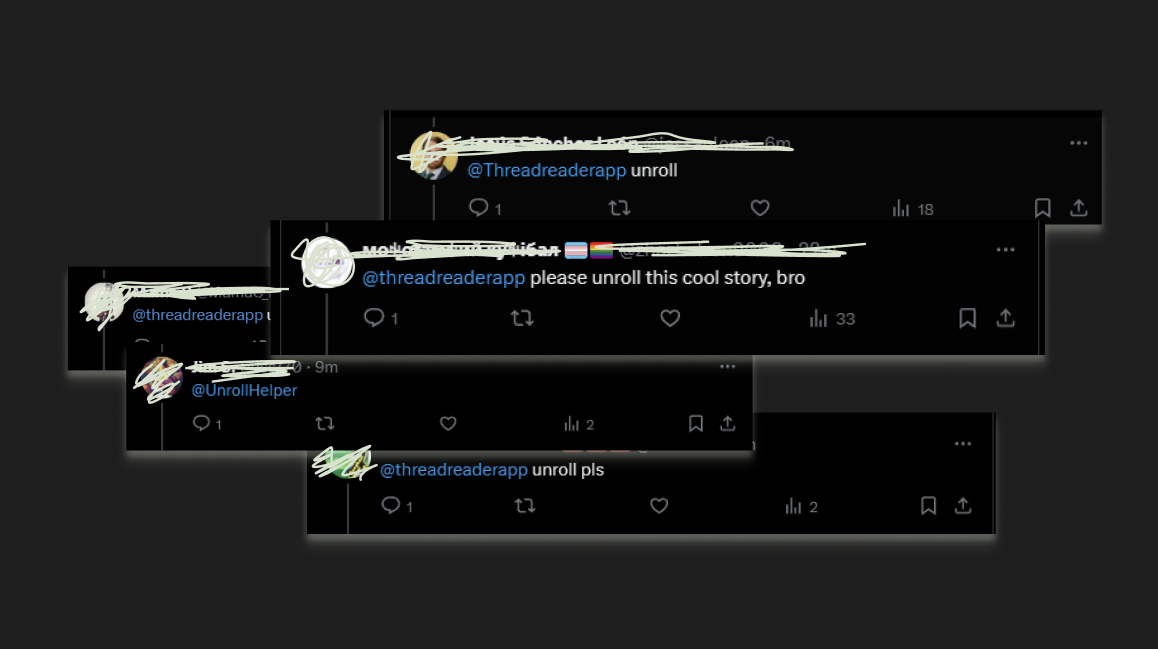 6m
@Threadreaderapp unroll
1 18
@threadreaderapp please unroll this cool story, bro
1 33
@threadreaderapp
· 9m
@UnrollHelper
1 2
@threadreaderapp unroll pls
1 2